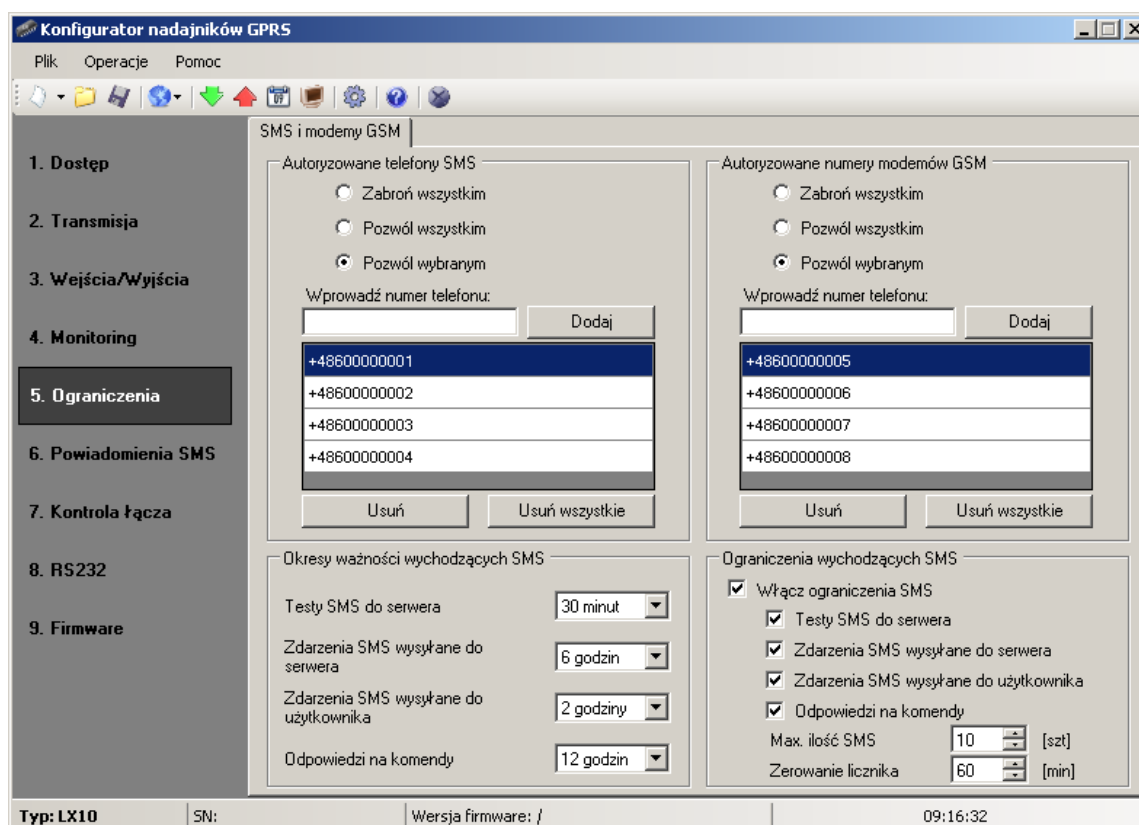 Konfigurator nadajników GPRS
Plik Operacje Pomoc
SMS i modemy GSM
1. Dostęp
2. Transmisja
3. Wejścia/Wyjścia
4. Monitoring
5. Ograniczenia
6. Powiadomienia SMS
7. Kontrola łącza
8. RS232
9. Firmware
Autoryzowane telefony SMS
Zabroń wszystkim
Pozwól wszystkim
Pozwól wybranym
Wprowadź numer telefonu:
Dodaj
+48600000001
+48600000002
+48600000003
+48600000004
Usuń Usuń wszystkie
Autoryzowane numery modemów GSM
Zabroń wszystkim
Pozwól wszystkim
Pozwól wybranym
Wprowadź numer telefonu:
Dodaj
+48600000005
+48600000006
+48600000007
+48600000008
Usuń Usuń wszystkie
Okresy ważności wychodzących SMS
Testy SMS do serwera 30 minut
Zdarzenia SMS wysyłane do
serwera 6 godzin
Zdarzenia SMS wysyłane do
użytkownika 2 godziny
Odpowiedzi na komendy 12 godzin
Ograniczenia wychodzących SMS
Włącz ograniczenia SMS
Testy SMS do serwera
Zdarzenia SMS wysyłane do serwera
Zdarzenia SMS wysyłane do użytkownika
Odpowiedzi na komendy
Max. ilość SMS 10 [szt]
Zerowanie licznika 60 [min]
Typ: LX10 SN: Wersja firmware: / 09:16:32